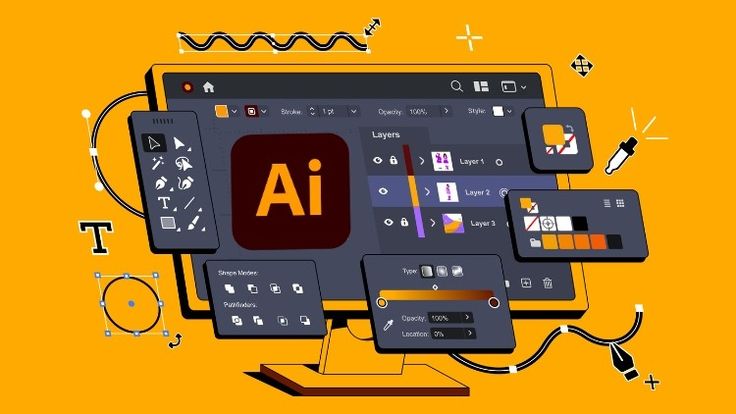 Stroke: 1 pt Opacity: 100% Style:
Layers
Layer 1
Layer 2
Layer 3
Ai
T
T
Shape Modes:
Pathfinders:
Type:
Opacity: 100%
Location: 0%